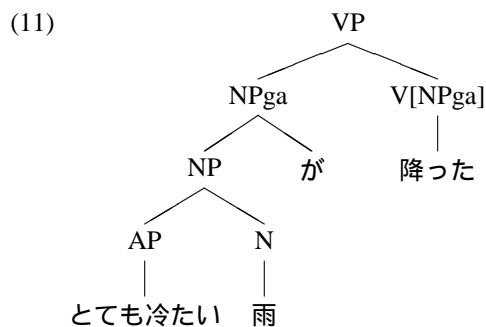 (11) VP
NPga V[NPga]
NP が 降った
AP N
とても冷たい 雨